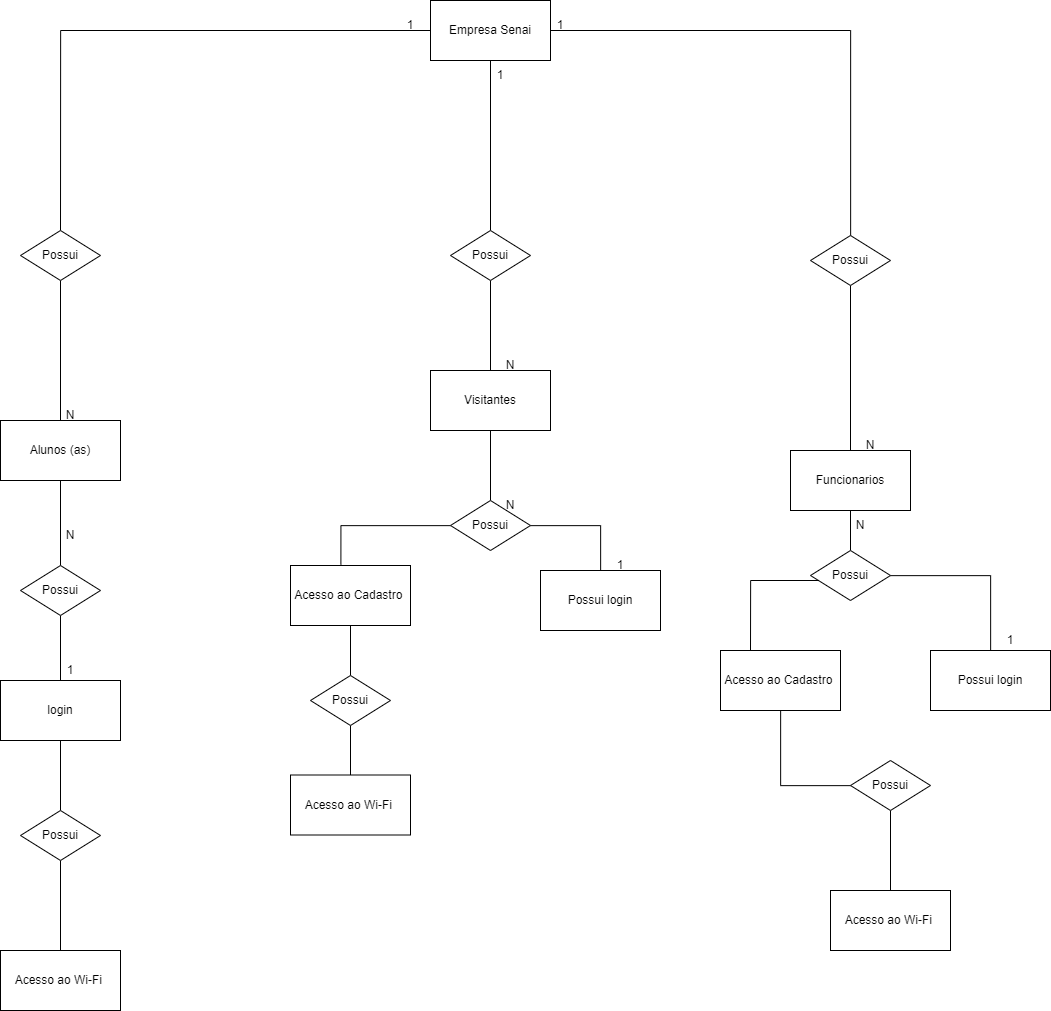 1
Empresa Senai
1
1
Possui
Possui
Possui
N
Visitantes
N
Alunos (as)
N
Funcionarios
N
Possui
N
N
Possui
Possui
1
Acesso ao Cadastro
Possui login
1
1
Acesso ao Cadastro
Possui login
login
Possui
Possui
Acesso ao Wi-Fi
Possui
Acesso ao Wi-Fi
Acesso ao Wi-Fi